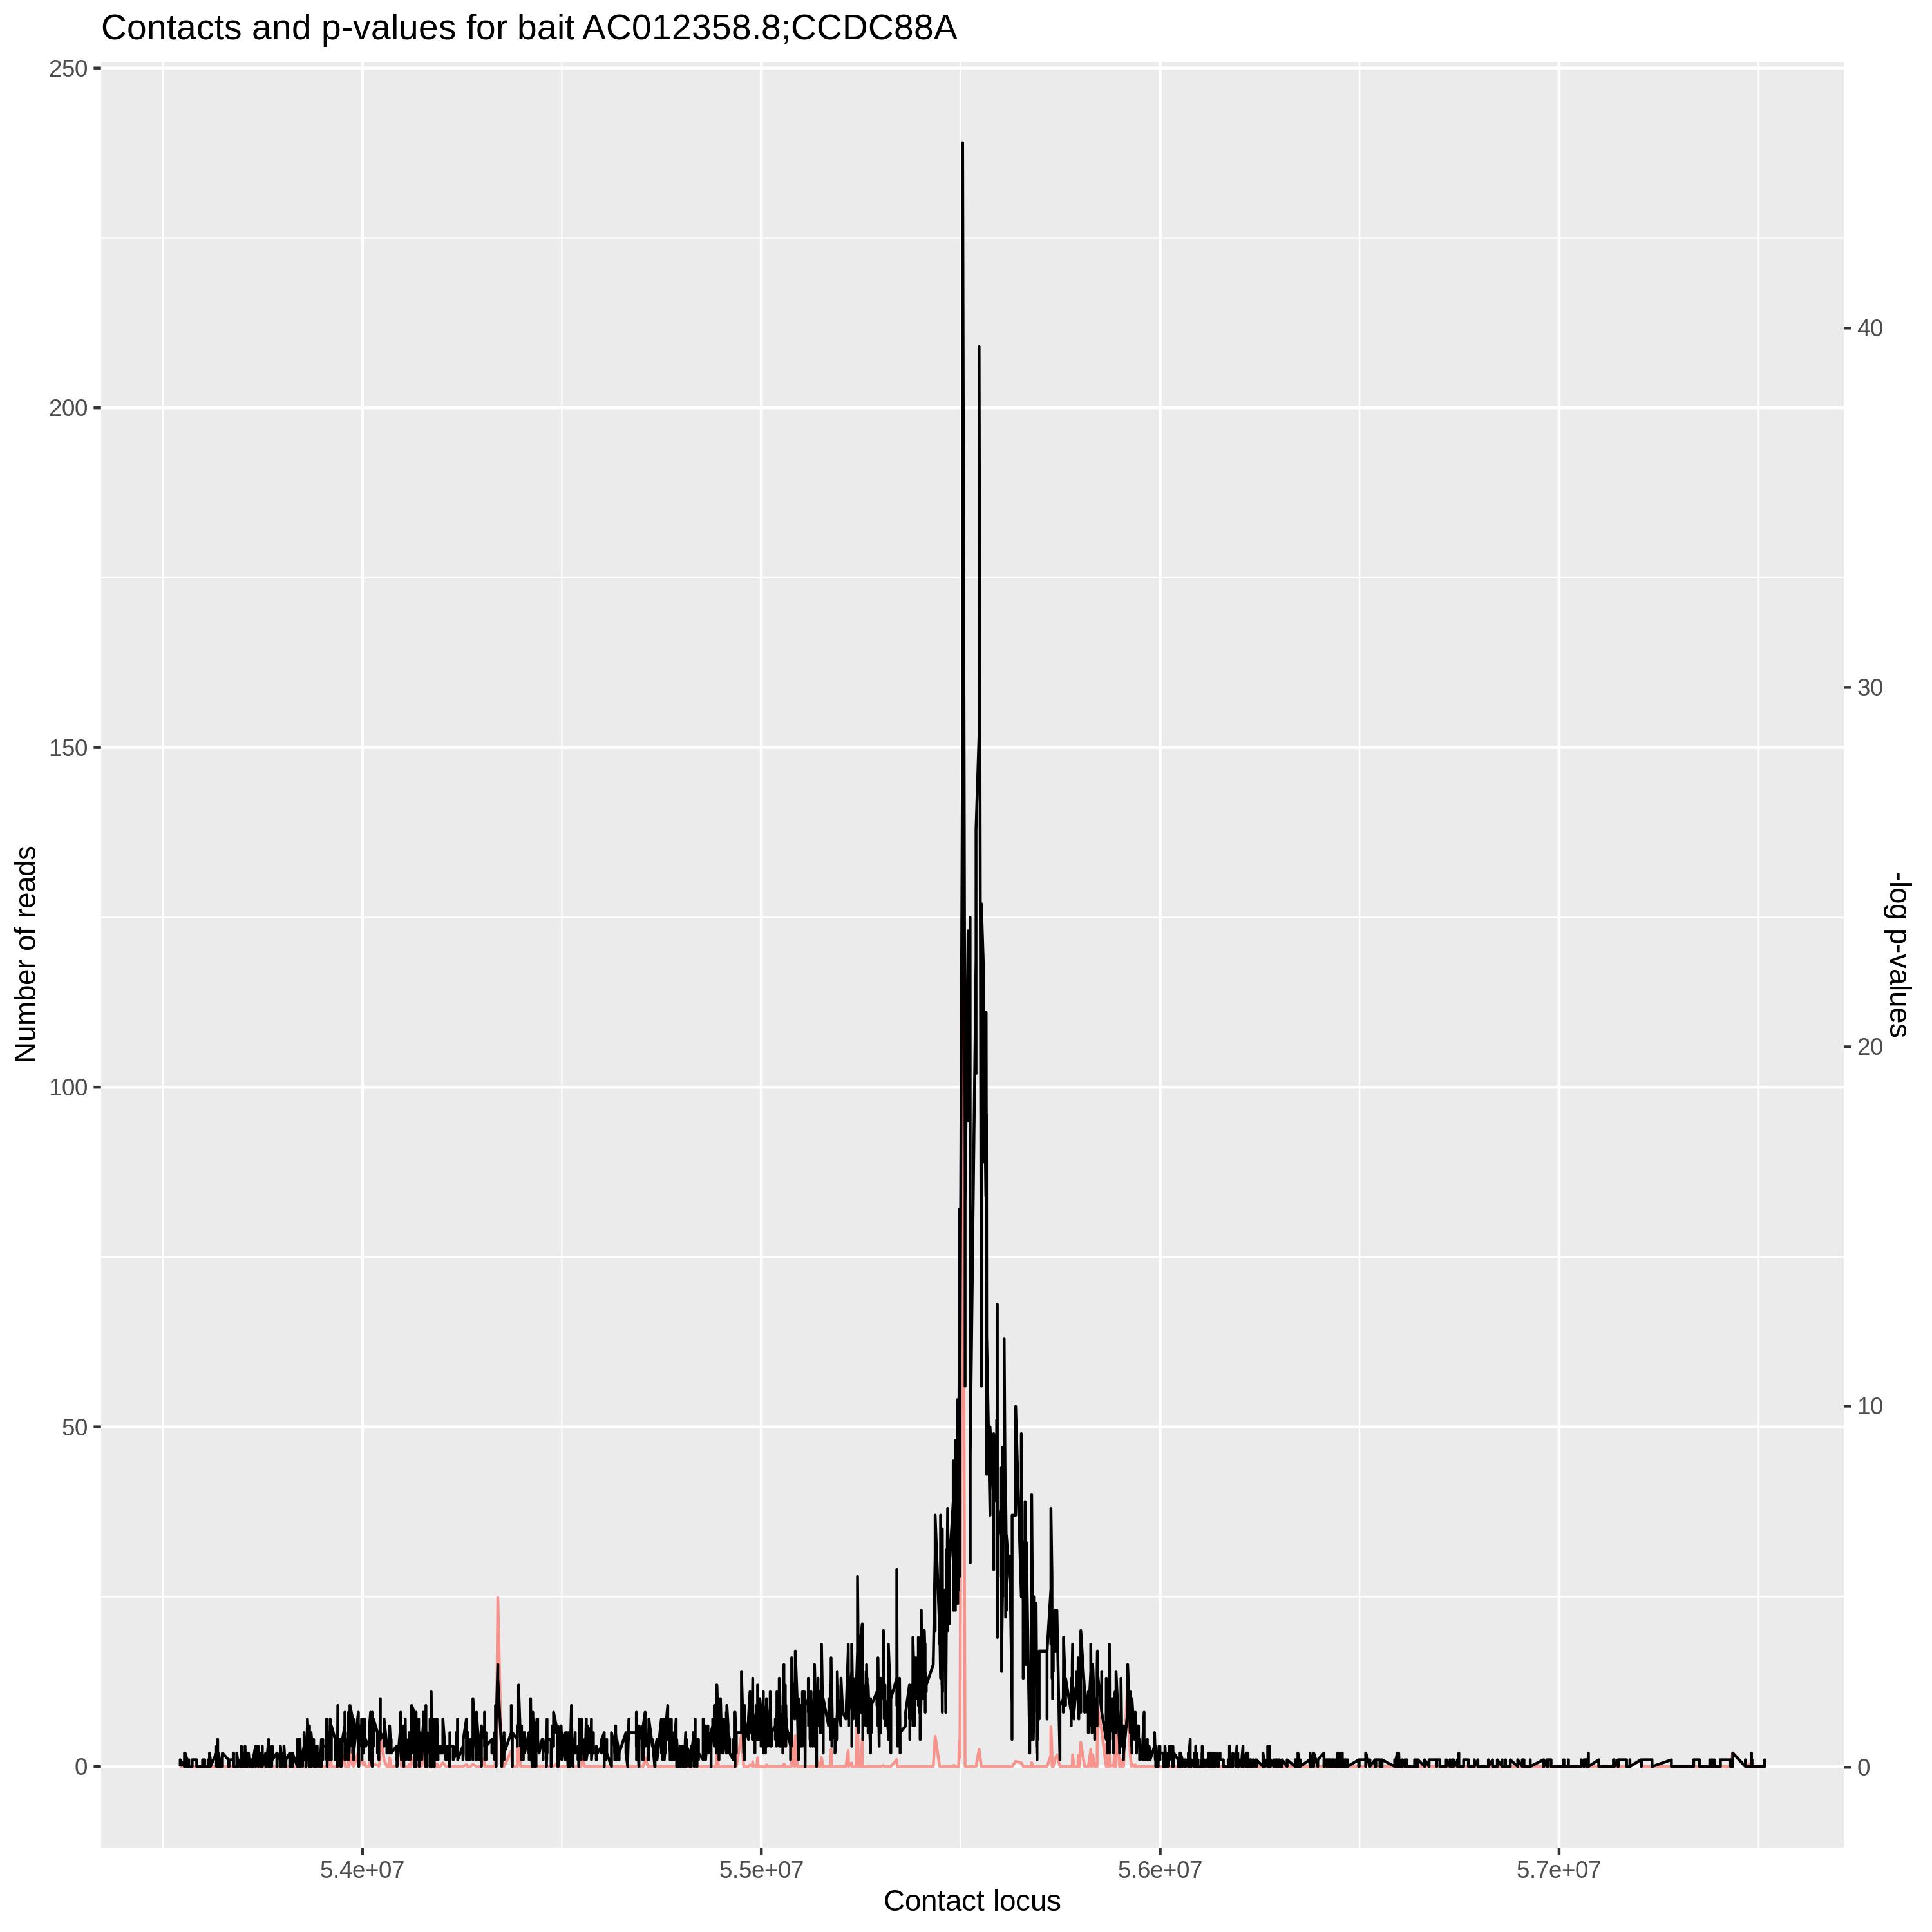 Contacts and p-values for bait AC012358.8;CCDC88A
250
200
150
100
50
0
Number of reads
40
30
20
10
0
-log p-values
5.4e+07
5.5e+07
5.6e+07
5.7e+07
Contact locus